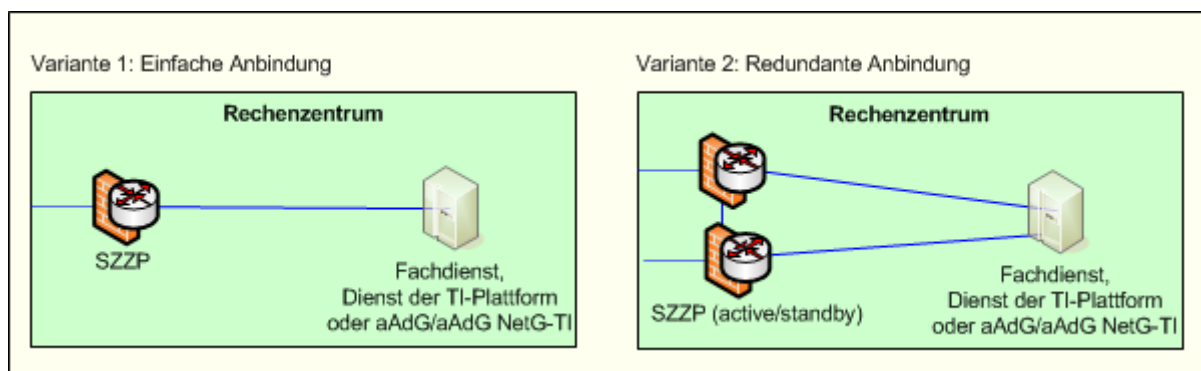 Variante 1: Einfache Anbindung
Rechenzentrum
SZZP
Fachdienst,
Dienst der TI-Plattform
oder aAdG/aAdG NetG-TI
Variante 2: Redundante Anbindung
Rechenzentrum
SZZP (active/standby)
Fachdienst,
Dienst der TI-Plattform
oder aAdG/aAdG NetG-TI